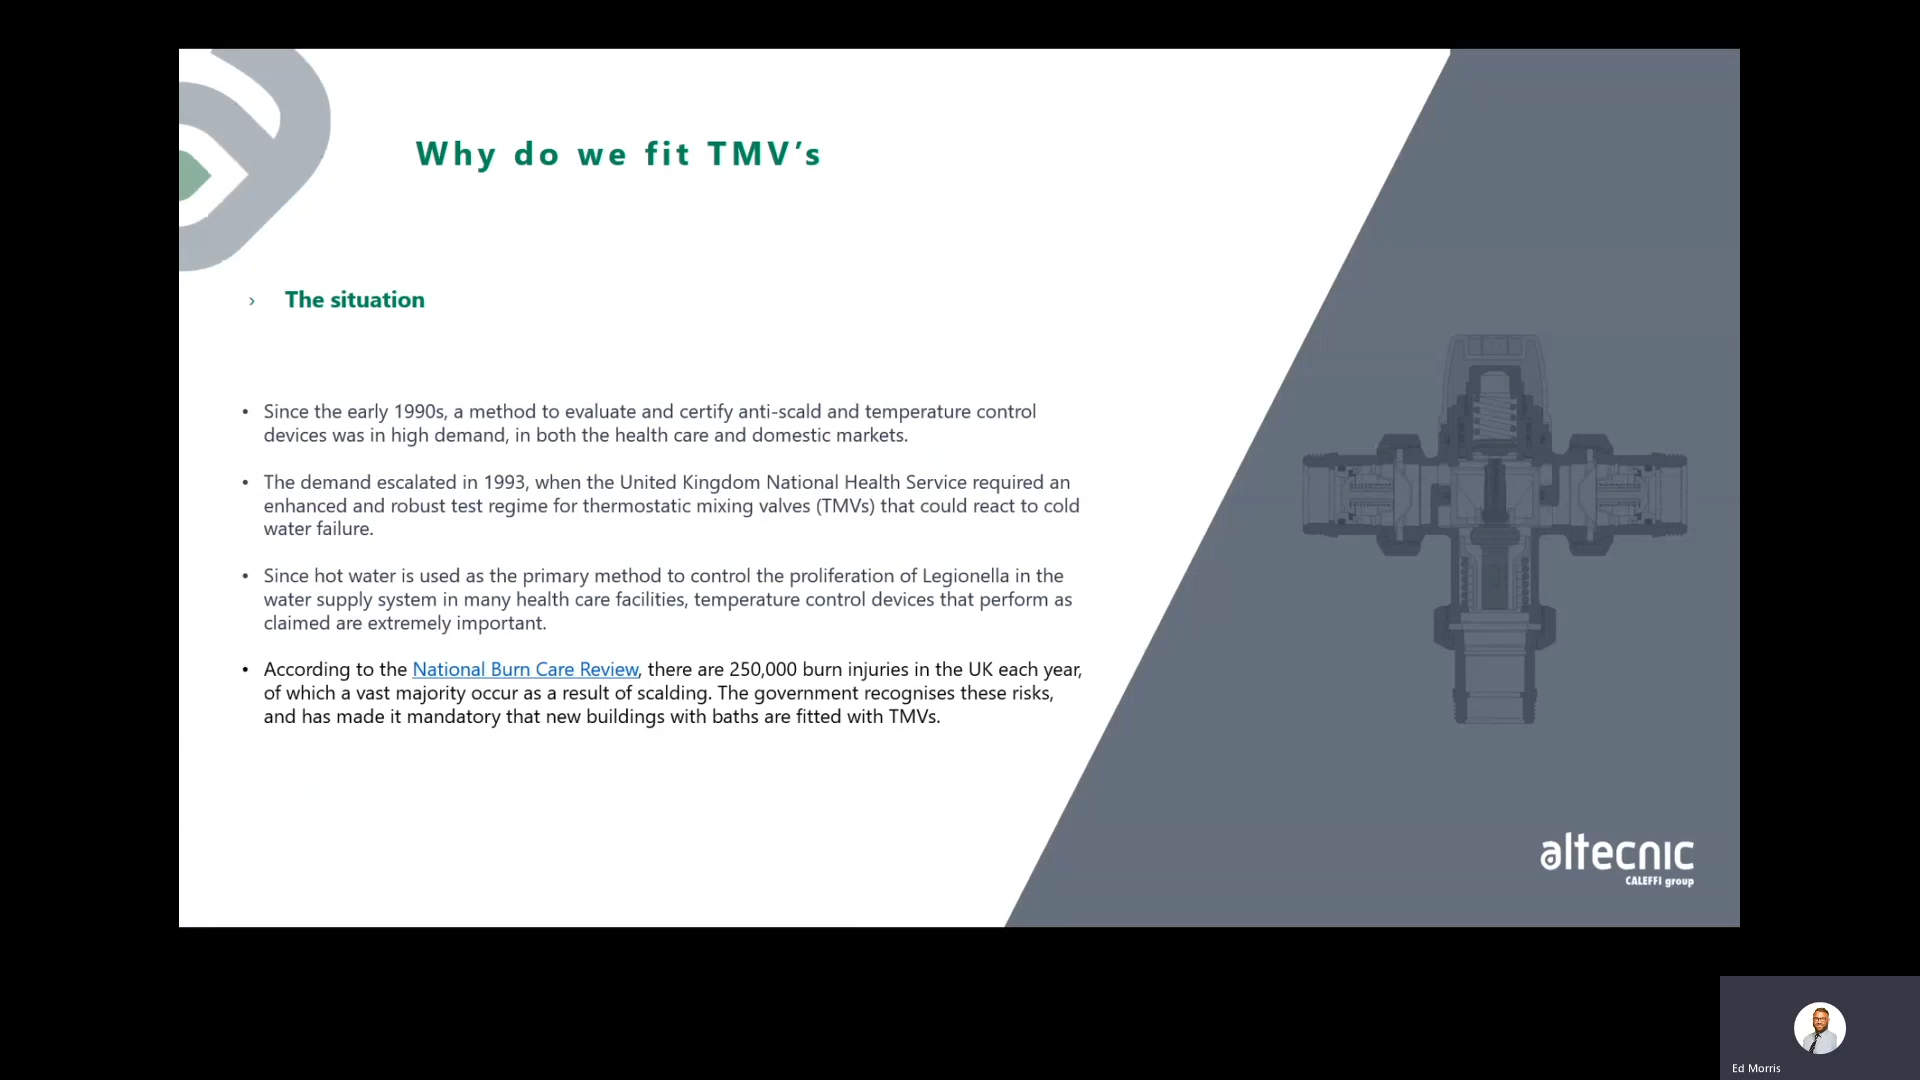 Why do we fit TMV’s
› The situation
• Since the early 1990s, a method to evaluate and certify anti-scald and temperature control
devices was in high demand, in both the health care and domestic markets.
• The demand escalated in 1993, when the United Kingdom National Health Service required an
enhanced and robust test regime for thermostatic mixing valves (TMVs) that could react to cold
water failure.
• Since hot water is used as the primary method to control the proliferation of Legionella in the
water supply system in many health care facilities, temperature control devices that perform as
claimed are extremely important.
• According to the National Burn Care Review, there are 250,000 burn injuries in the UK each year,
of which a vast majority occur as a result of scalding. The government recognises these risks,
and has made it mandatory that new buildings with baths are fitted with TMVs.
altecnic
CALEFFI group
Ed Morris